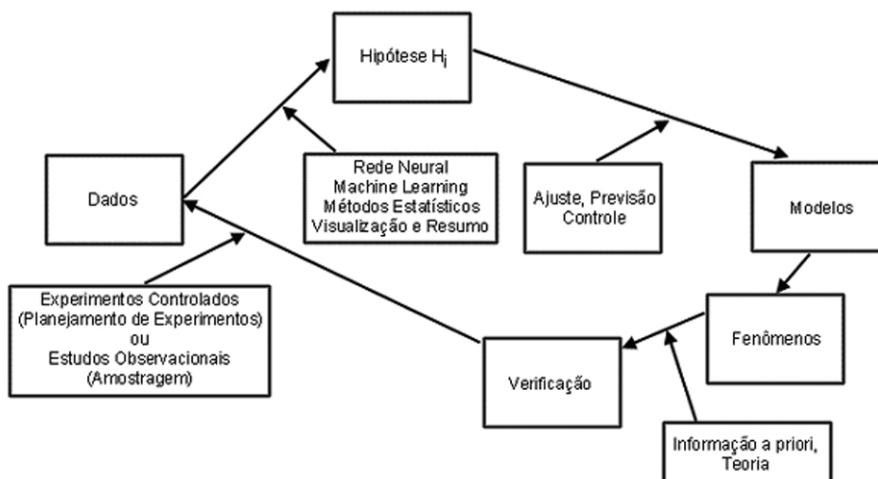 Hipótese Hi
Rede Neural
Machine Learning
Métodos Estatísticos
Visualização e Resumo
Ajuste, Previsão
Controle
Dados
Modelos
Experimentos Controlados
(Planejamento de Experimentos)
ou
Estudos Observacionais
(Amostragem)
Verificação
Fenômenos
Informação a priori,
Teoria